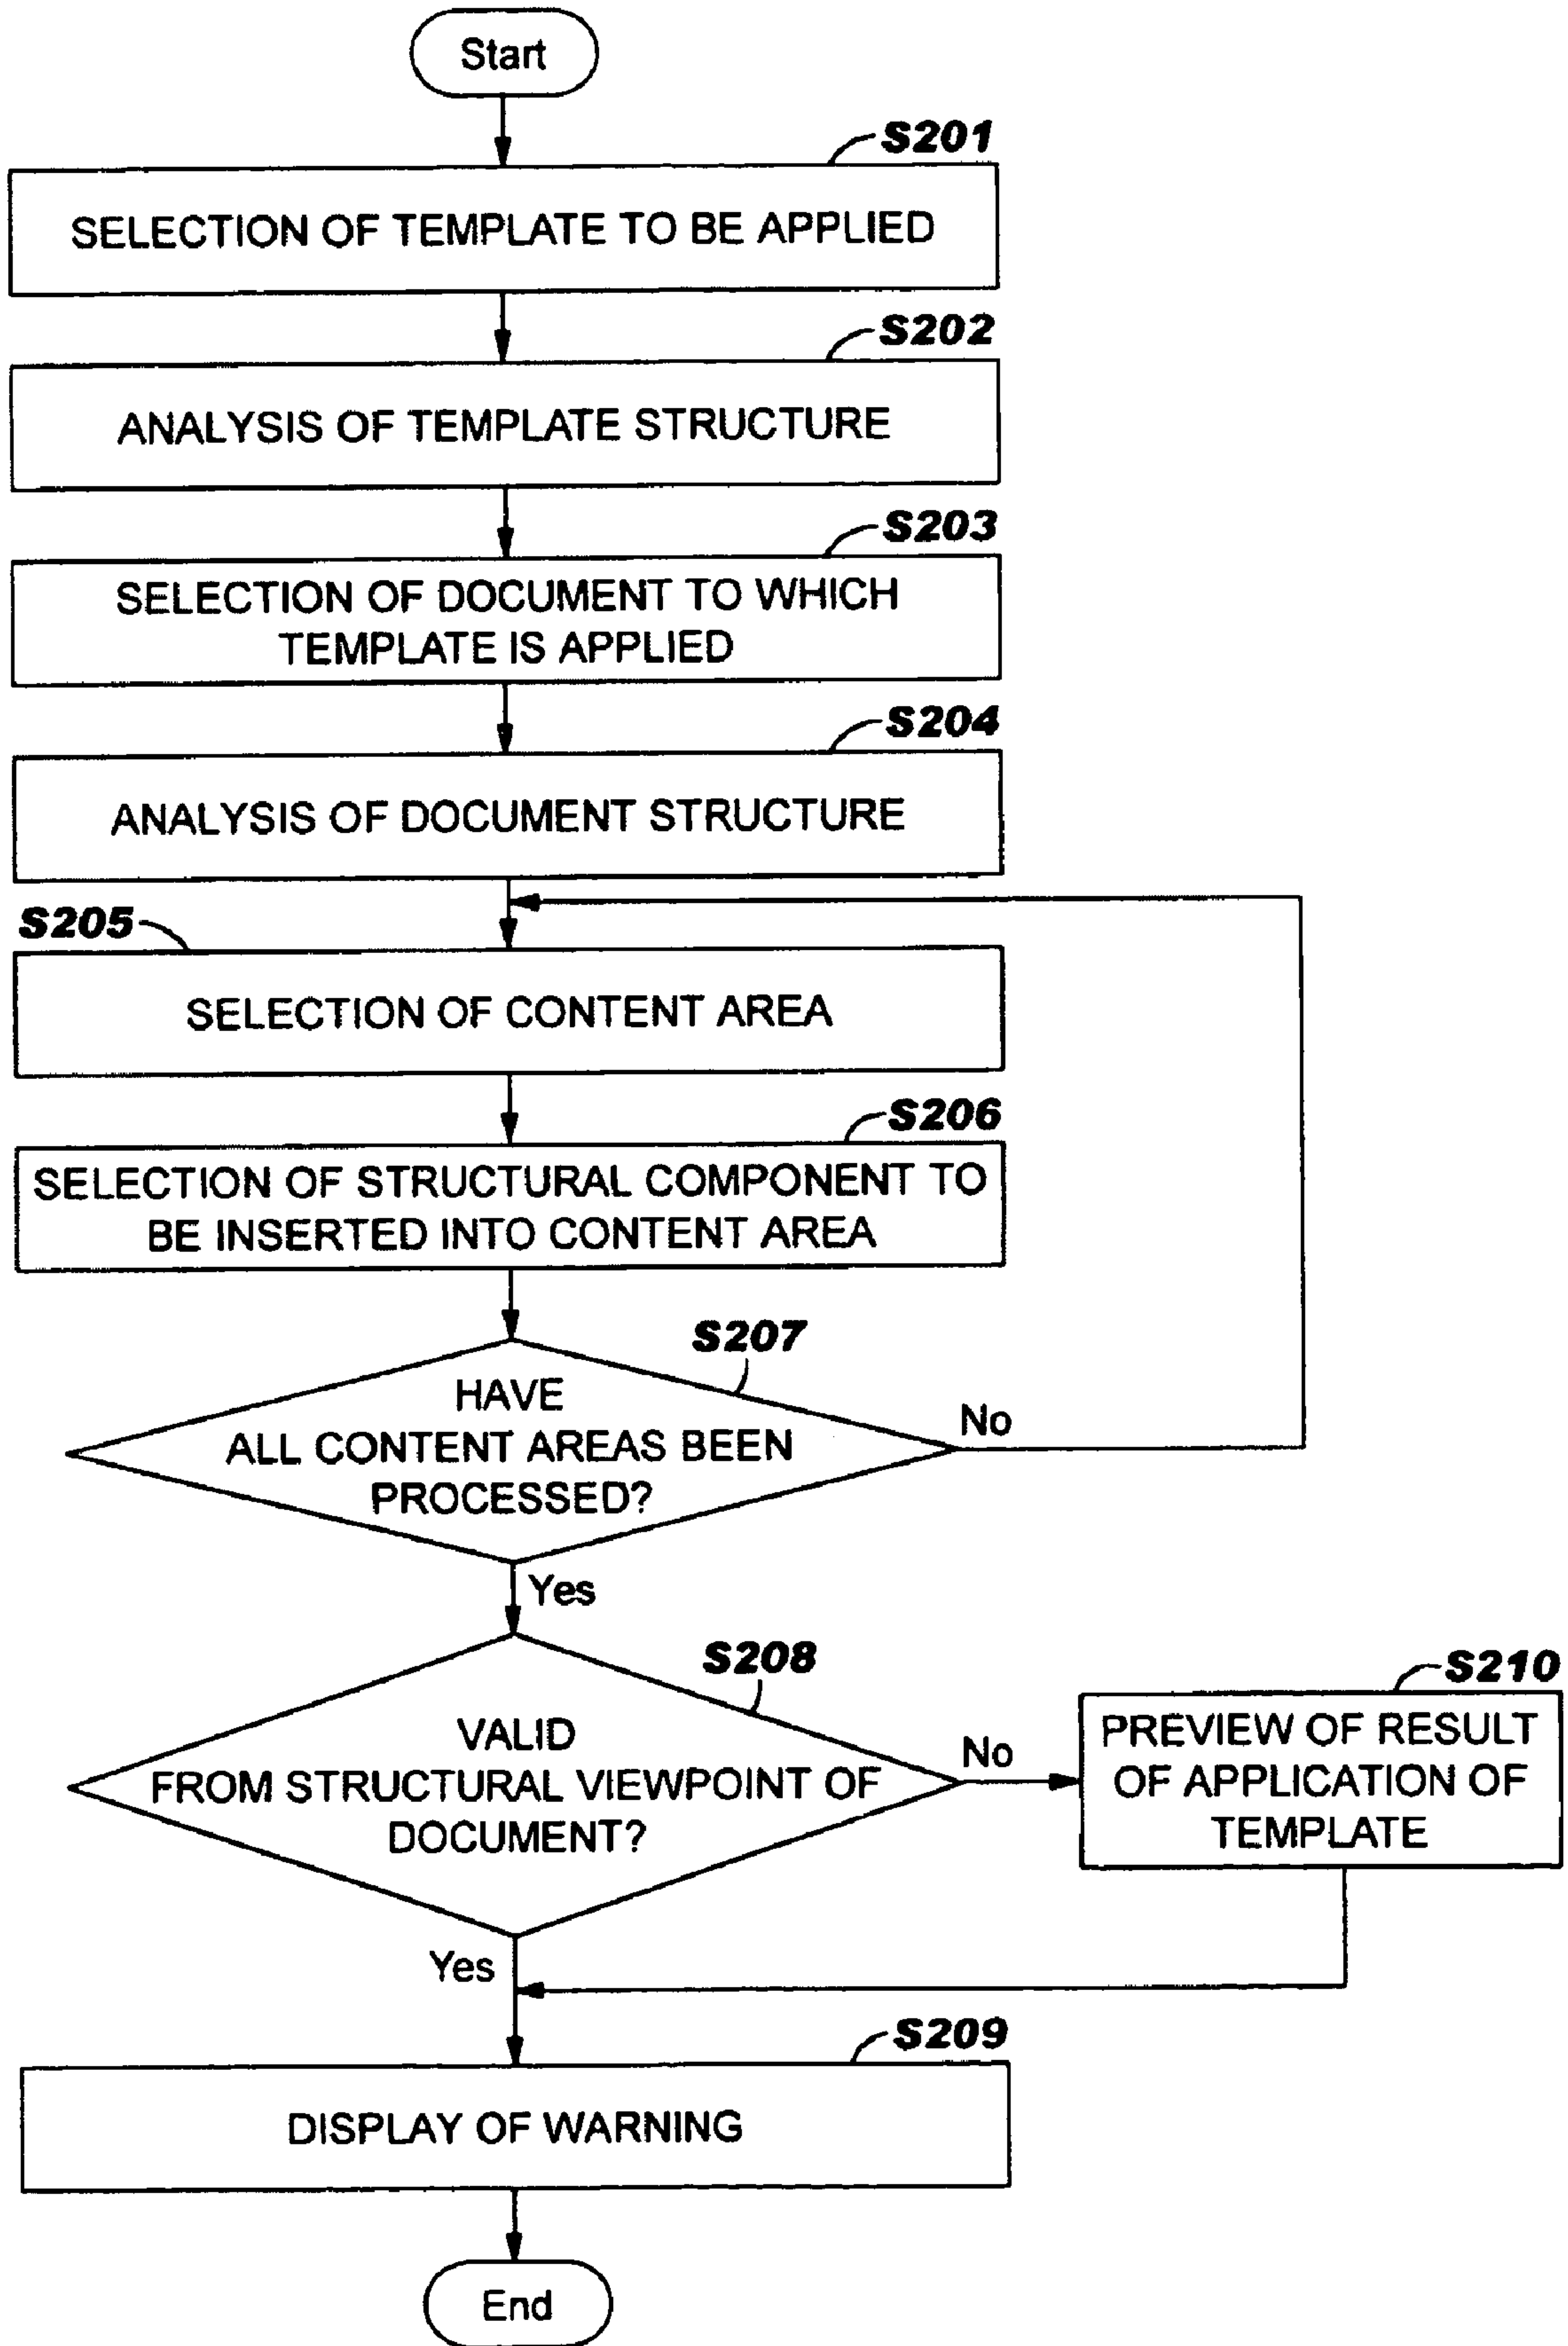 Start
S201
SELECTION OF TEMPLATE TO BE APPLIED
S202
ANALYSIS OF TEMPLATE STRUCTURE
S203
SELECTION OF DOCUMENT TO WHICH
TEMPLATE IS APPLIED
S204
ANALYSIS OF DOCUMENT STRUCTURE
S205
SELECTION OF CONTENT AREA
S206
SELECTION OF STRUCTURAL COMPONENT TO
BE INSERTED INTO CONTENT AREA
S207
HAVE
ALL CONTENT AREAS BEEN
PROCESSED?
No
Yes
S208
VALID
FROM STRUCTURAL VIEWPOINT OF
DOCUMENT?
No
S210
PREVIEW OF RESULT
OF APPLICATION OF
TEMPLATE
Yes
S209
DISPLAY OF WARNING
End